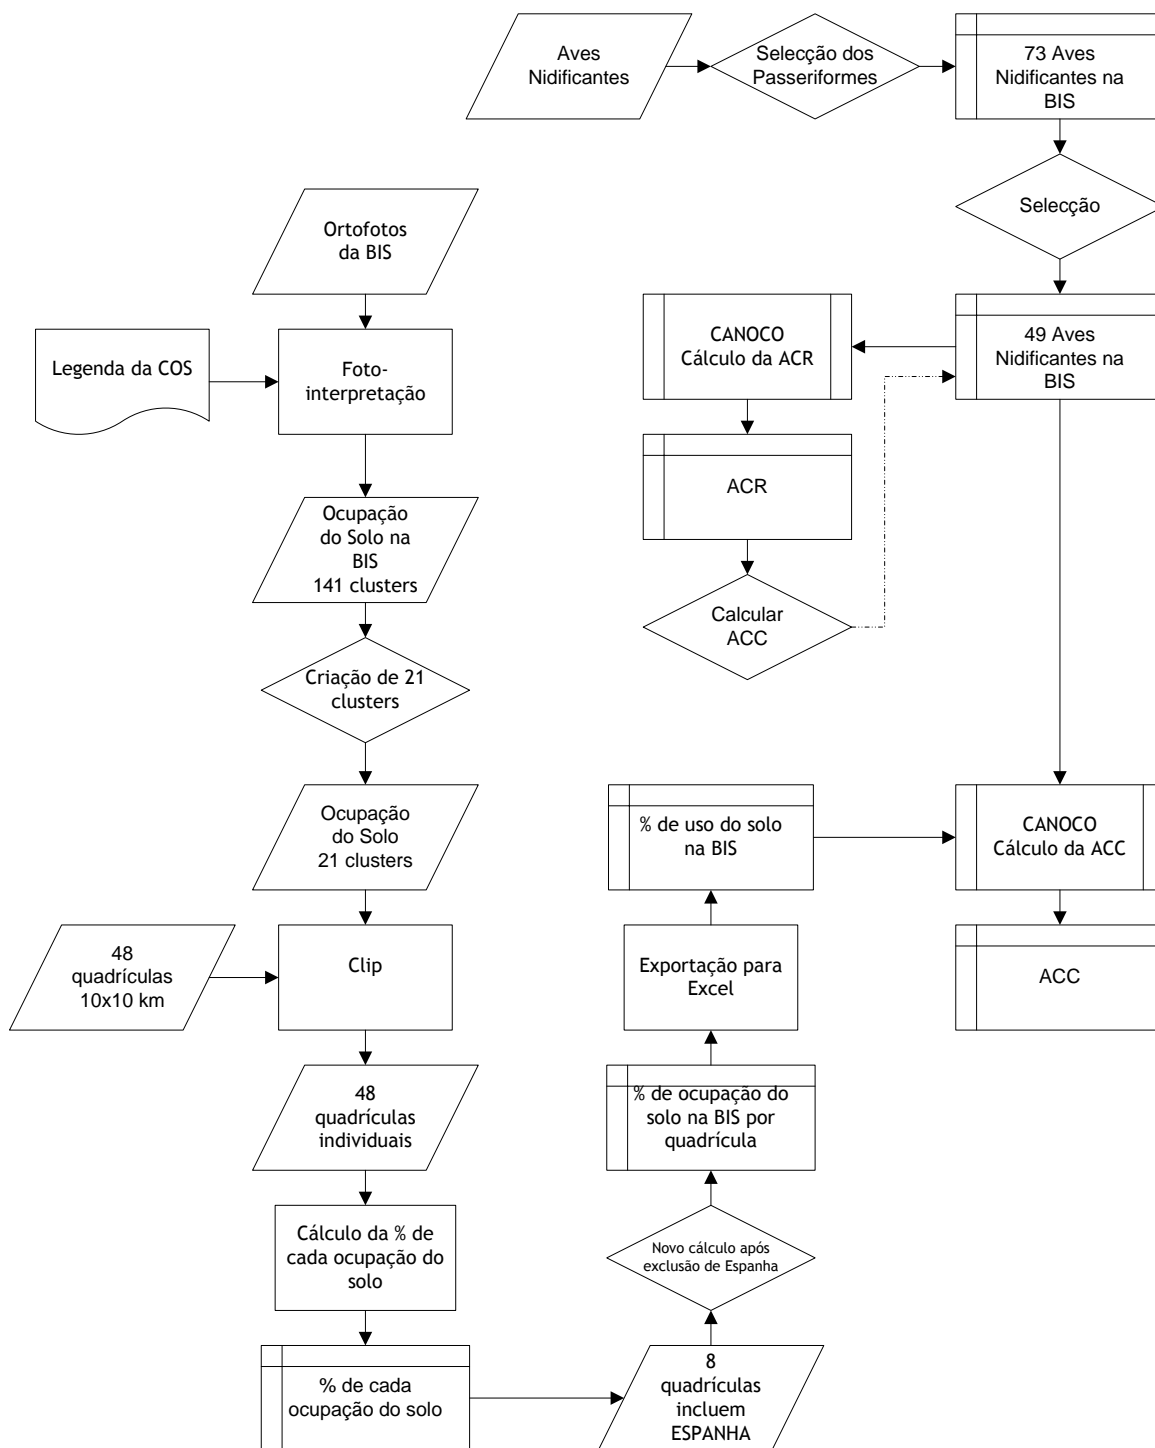 Aves
Nidificantes
Selecção dos
Passeriformes
73 Aves
Nidificantes na
BIS
Selecção
Ortofotos
da BIS
Legenda da COS
Foto-
interpretação
CANOCO
Cálculo da ACR
49 Aves
Nidificantes na
BIS
ACR
Ocupação
do Solo na
BIS
141 clusters
Calcular
ACC
Criação de 21
clusters
Ocupação
do Solo
21 clusters
% de uso do solo
na BIS
CANOCO
Cálculo da ACC
48
quadrículas
10x10 km
Clip
Exportação para
Excel
ACC
48
quadrículas
individuais
% de ocupação do
solo na BIS por
quadrícula
Cálculo da % de
cada ocupação do
solo
Novo cálculo após
exclusão de Espanha
% de cada
ocupação do solo
8
quadrículas
incluem
ESPANHA